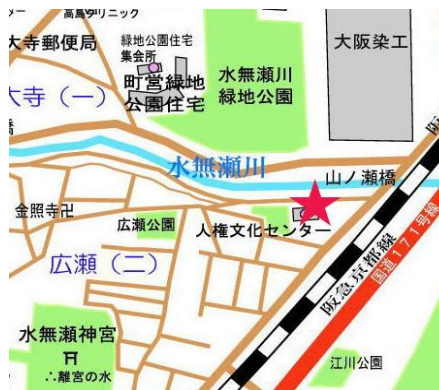 高島クリニック
大寺郵便局
緑地公園住宅
集会所
町営緑地
公園住宅
水無瀬川
緑地公園
大阪染工
大寺（一）
水無瀬川
山ノ瀬橋
金照寺卍
広瀬公園
人権文化センター
広瀬（二）
阪急京都線
国道171号線
水無瀬神宮
∴離宮の水
江川公園